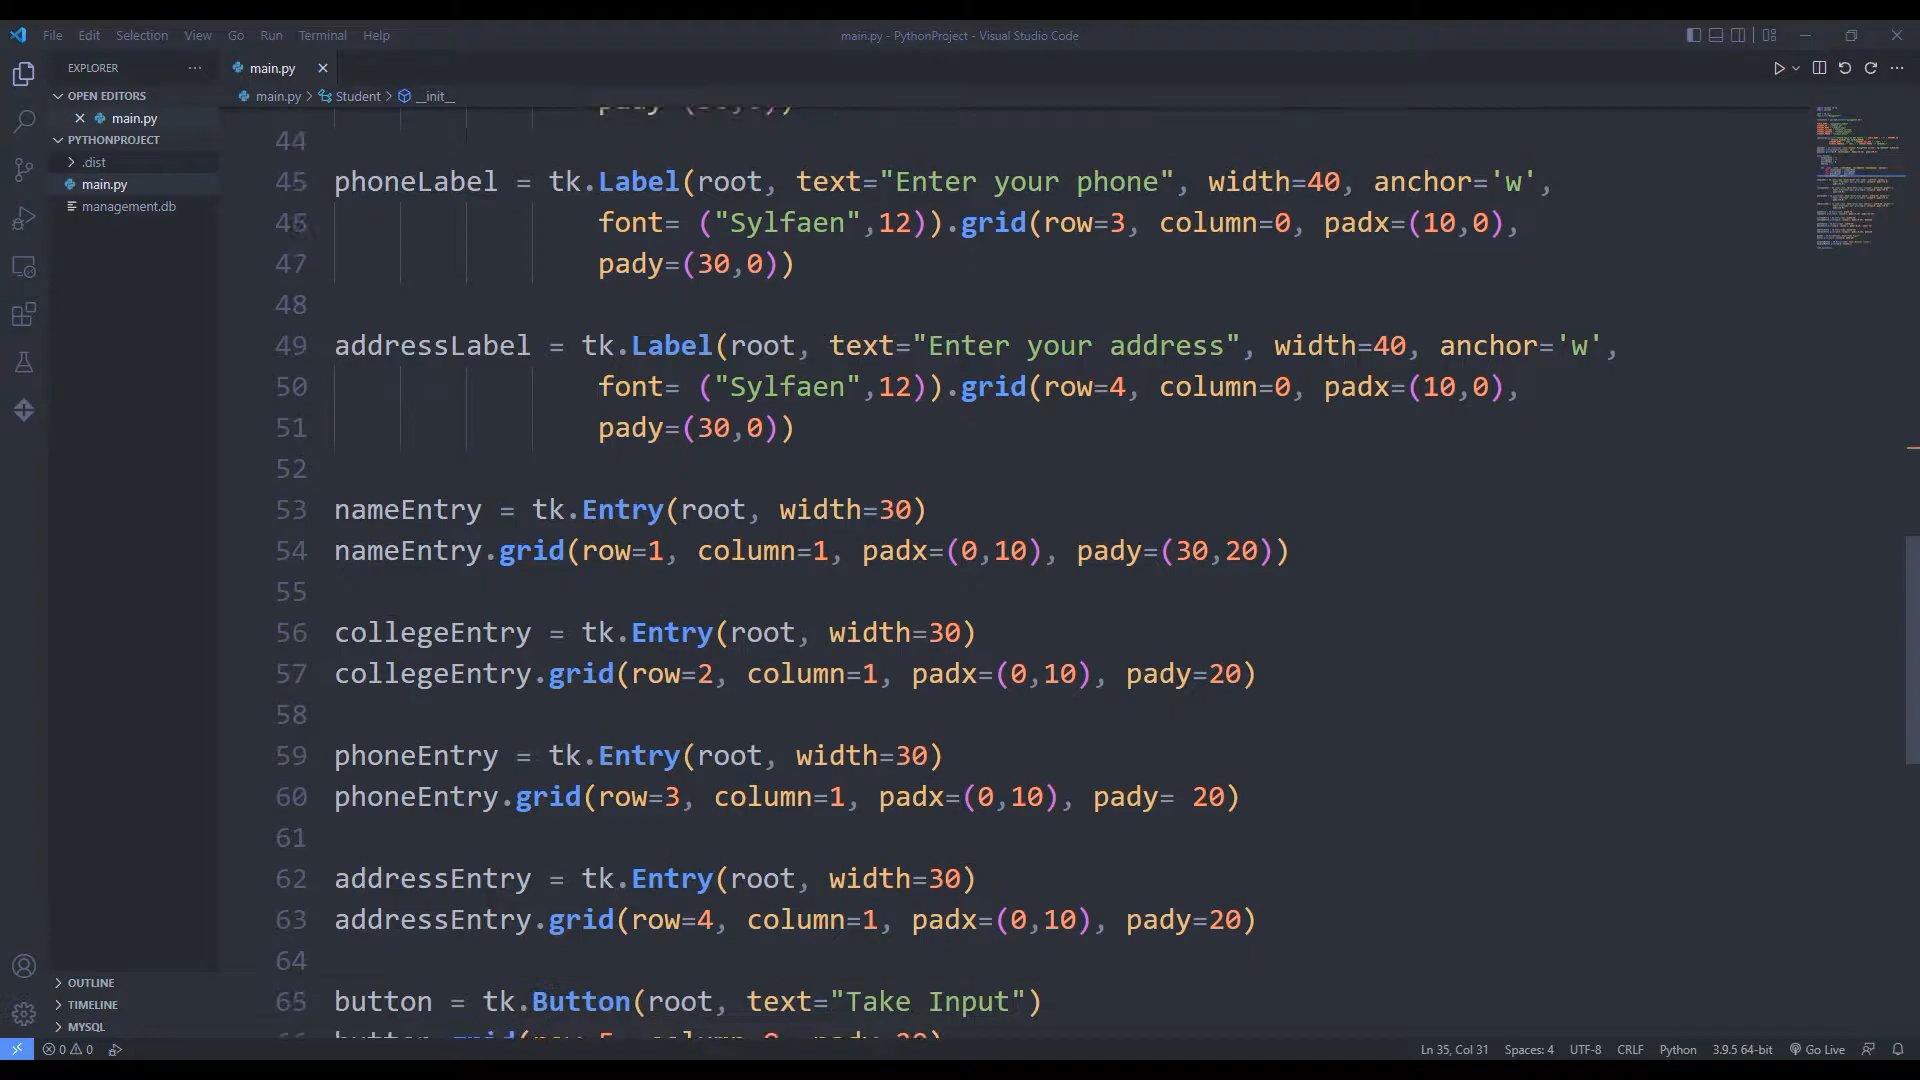 File Edit Selection View Go Run Terminal Help
main.py - PythonProject - Visual Studio Code
EXPLORER
main.py
OPEN EDITORS
main.py
PYTHONPROJECT
.dist
main.py
management.db
main.py > Student > __init__
44
45 phoneLabel = tk.Label(root, text="Enter your phone", width=40, anchor='w',
46 font= ("Sylfaen",12)).grid(row=3, column=0, padx=(10,0),
47 pady=(30,0))
48
49 addressLabel = tk.Label(root, text="Enter your address", width=40, anchor='w',
50 font= ("Sylfaen",12)).grid(row=4, column=0, padx=(10,0),
51 pady=(30,0))
52
53 nameEntry = tk.Entry(root, width=30)
54 nameEntry.grid(row=1, column=1, padx=(0,10), pady=(30,20))
55
56 collegeEntry = tk.Entry(root, width=30)
57 collegeEntry.grid(row=2, column=1, padx=(0,10), pady=20)
58
59 phoneEntry = tk.Entry(root, width=30)
60 phoneEntry.grid(row=3, column=1, padx=(0,10), pady= 20)
61
62 addressEntry = tk.Entry(root, width=30)
63 addressEntry.grid(row=4, column=1, padx=(0,10), pady=20)
64
65 button = tk.Button(root, text="Take Input")
OUTLINE
TIMELINE
MYSQL
0 0
Ln 35, Col 31 Spaces: 4 UTF-8 CRLF Python 3.9.5 64-bit Go Live